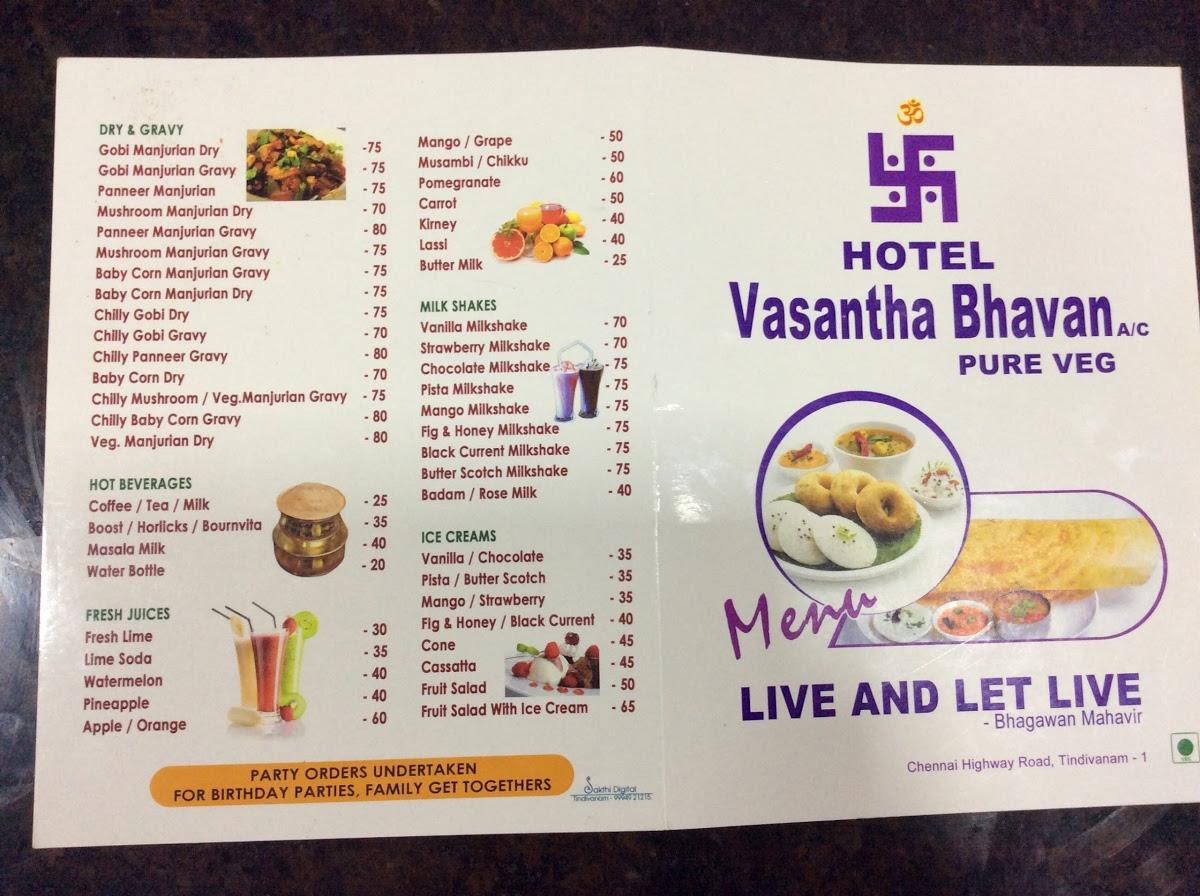 DRY & GRAVY
Gobi Manjurian Dry -75
Gobi Manjurian Gravy - 75
Panneer Manjurian - 75
Mushroom Manjurian Dry - 70
Panneer Manjurian Gravy - 80
Mushroom Manjurian Gravy - 75
Baby Corn Manjurian Gravy - 75
Baby Corn Manjurian Dry - 75
Chilly Gobi Dry - 75
Chilly Gobi Gravy - 70
Chilly Panneer Gravy - 80
Baby Corn Dry - 70
Chilly Mushroom / Veg.Manjurian Gravy - 75
Chilly Baby Corn Gravy - 80
Veg. Manjurian Dry - 80
HOT BEVERAGES
Coffee / Tea / Milk - 25
Boost / Horlicks / Bournvita - 35
Masala Milk - 40
Water Bottle - 20
FRESH JUICES
Fresh Lime - 30
Lime Soda - 35
Watermelon - 40
Pineapple - 40
Apple / Orange - 60
Mango / Grape - 50
Musambi / Chikku - 50
Pomegranate - 60
Carrot - 50
Kirney - 40
Lassi - 40
Butter Milk - 25
MILK SHAKES
Vanilla Milkshake - 70
Strawberry Milkshake - 70
Chocolate Milkshake - 75
Pista Milkshake - 75
Mango Milkshake - 75
Fig & Honey Milkshake - 75
Black Current Milkshake - 75
Butter Scotch Milkshake - 75
Badam / Rose Milk - 40
ICE CREAMS
Vanilla / Chocolate - 35
Pista / Butter Scotch - 35
Mango / Strawberry - 35
Fig & Honey / Black Current - 40
Cone - 45
Cassatta - 45
Fruit Salad - 50
Fruit Salad With Ice Cream - 65
PARTY ORDERS UNDERTAKEN
FOR BIRTHDAY PARTIES, FAMILY GET TOGETHERS
Sakthi Digital
Tindivanam - 99949 21215
ॐ
HOTEL
Vasantha Bhavan A/C
PURE VEG
Menu
LIVE AND LET LIVE
- Bhagawan Mahavir
Chennai Highway Road, Tindivanam - 1